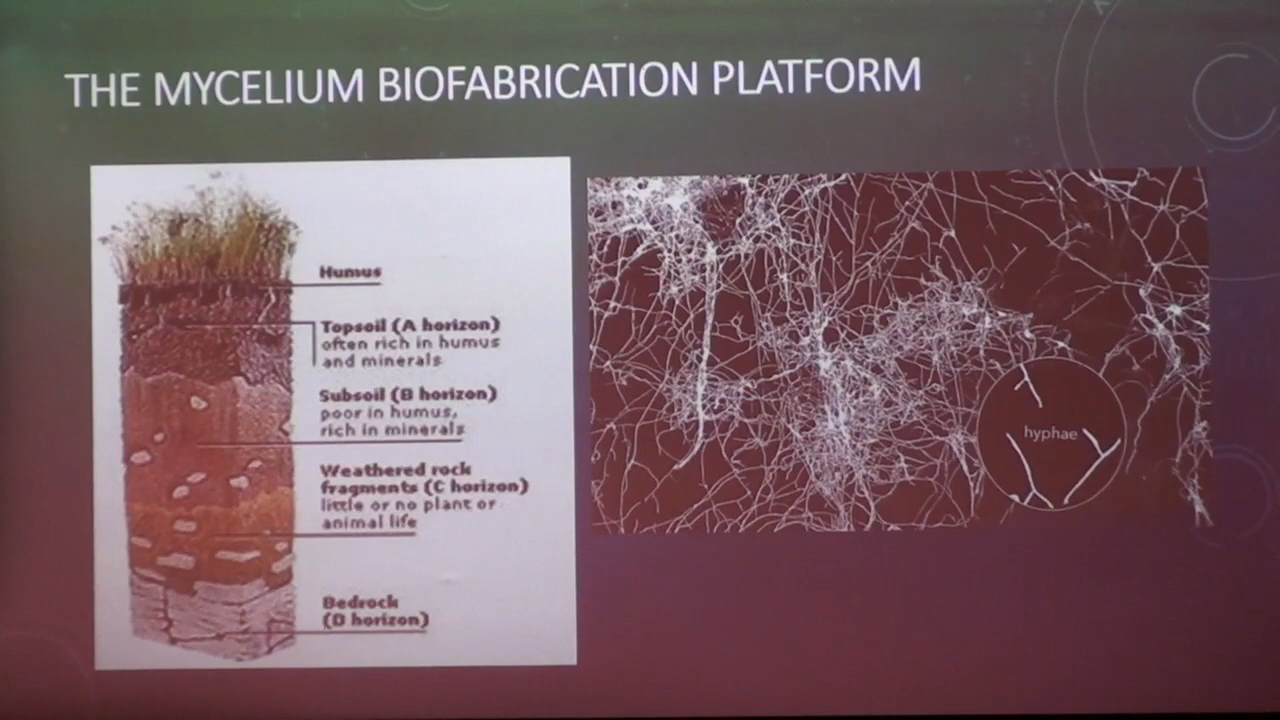 THE MYCELIUM BIOFABRICATION PLATFORM
Humus
Topsoil (A horizon)
often rich in humus
and minerals
Subsoil (B horizon)
poor in humus,
rich in minerals
Weathered rock
fragments (C horizon)
little or no plant or
animal life
Bedrock
(D horizon)
hyphae